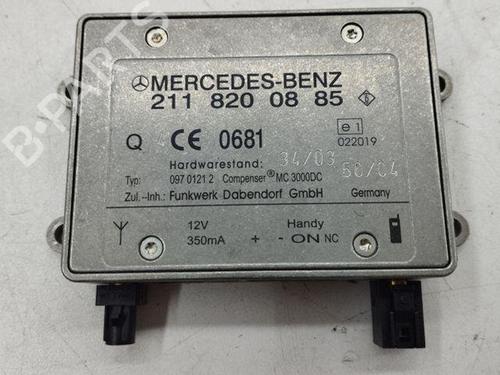 B-PARTS
MERCEDES-BENZ
211 820 08 85
Q CE 0681 e1
022019
Hardwarestand: 34/03 50/04
Typ: 097 0121 2 Compenser® MC 3000DC
Zul.-Inh.: Funkwerk Dabendorf GmbH Germany
12V Handy
350mA + - ON NC